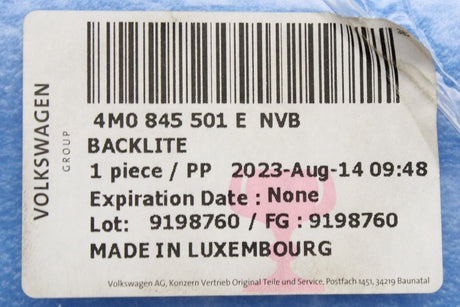 VOLKSWAGEN
GROUP
4M0 845 501 E NVB
BACKLITE
1 piece / PP 2023-Aug-14 09:48
Expiration Date : None
Lot: 9198760 / FG : 9198760
MADE IN LUXEMBOURG
Volkswagen AG, Konzern Vertrieb Original Teile und Service, Postfach 1451, 34219 Baunatal